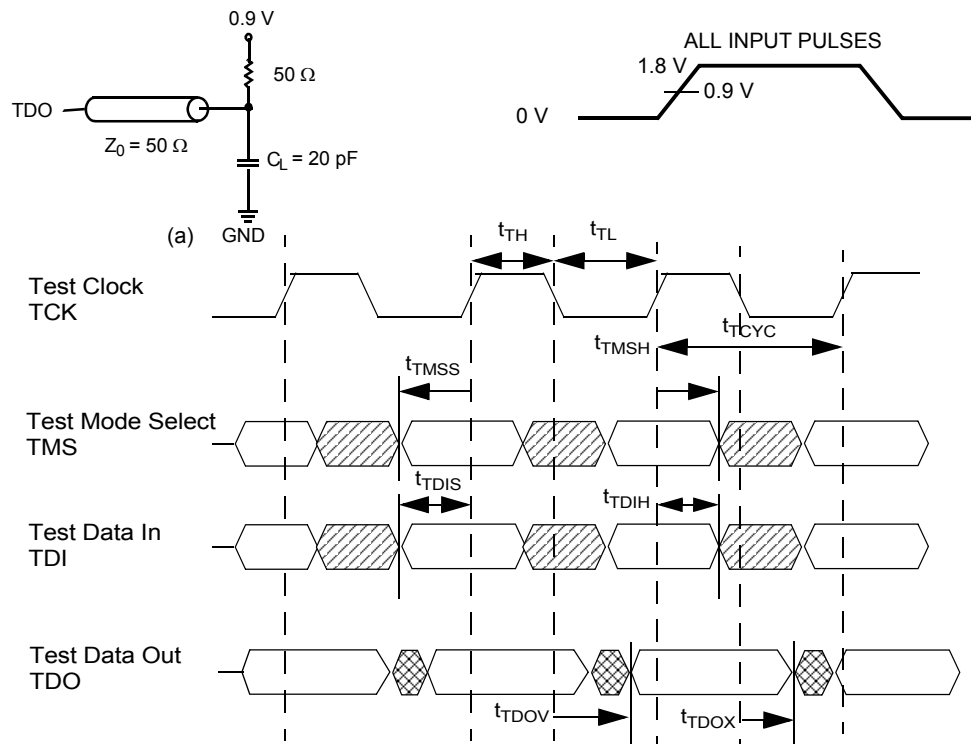 0.9 V
50 Ω
TDO
Z0 = 50 Ω
CL = 20 pF
(a)
GND
ALL INPUT PULSES
1.8 V
0.9 V
0 V
tTH
tTL
Test Clock
TCK
tTCYC
tTMSH
tTMSS
Test Mode Select
TMS
tTDIS
tTDIH
Test Data In
TDI
Test Data Out
TDO
tTDOV
tTDOX